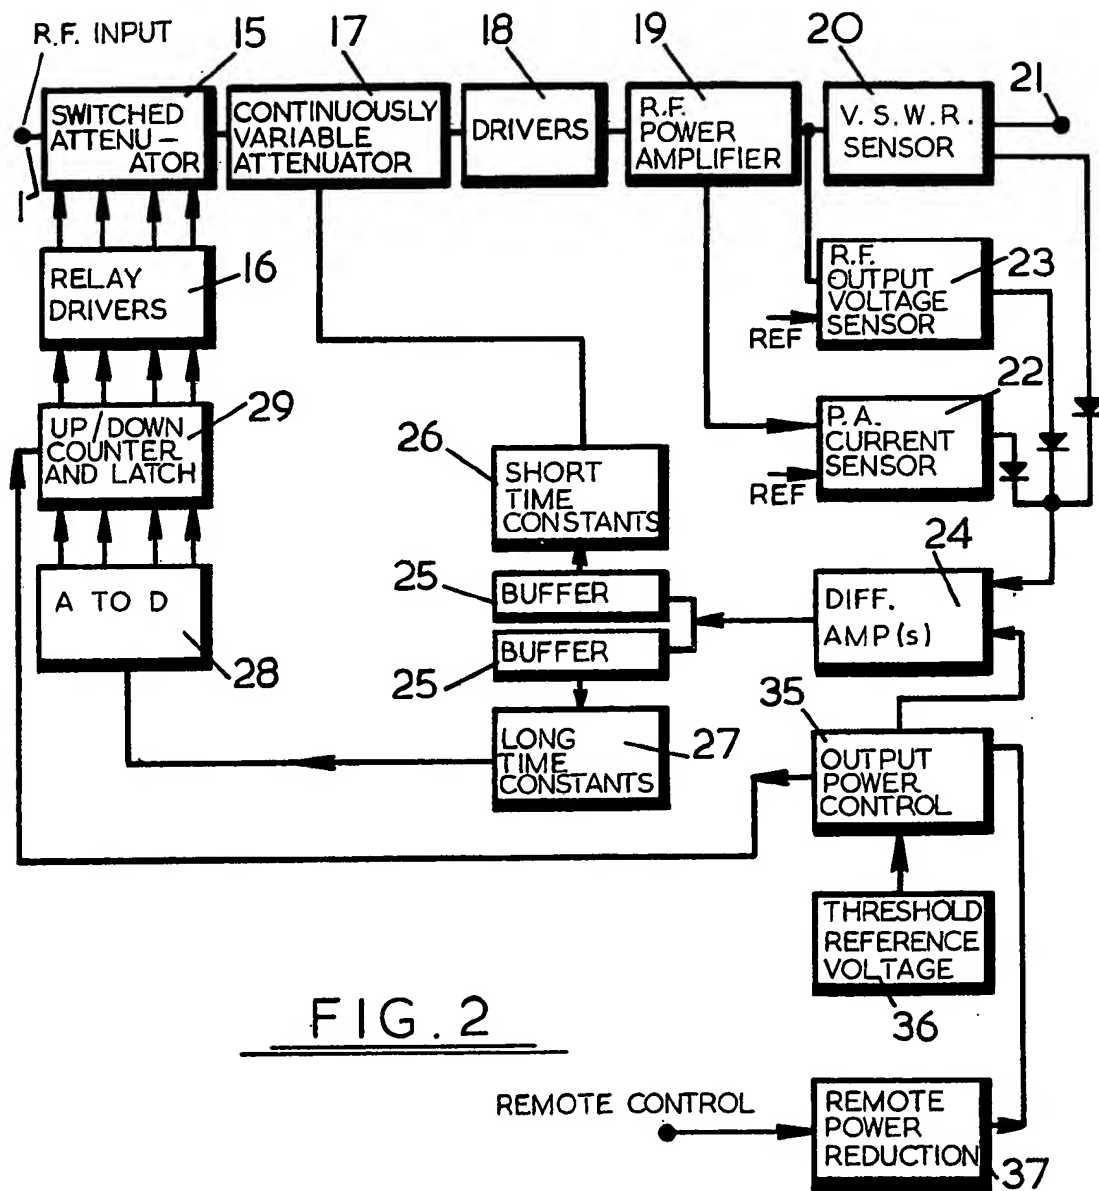 R.F. INPUT
15
17
18
19
20
21
SWITCHED
ATTENU-
ATOR
CONTINUOUSLY
VARIABLE
ATTENUATOR
DRIVERS
R.F.
POWER
AMPLIFIER
V.S.W.R.
SENSOR
1
RELAY
DRIVERS
16
R.F.
OUTPUT
VOLTAGE
SENSOR
23
REF
UP/DOWN
COUNTER
AND LATCH
29
26
SHORT
TIME
CONSTANTS
22
P.A.
CURRENT
SENSOR
REF
A TO D
28
25
BUFFER
25
BUFFER
24
DIFF.
AMP(s)
LONG
TIME
CONSTANTS
27
35
OUTPUT
POWER
CONTROL
THRESHOLD
REFERENCE
VOLTAGE
36
FIG.2
REMOTE CONTROL
REMOTE
POWER
REDUCTION
37